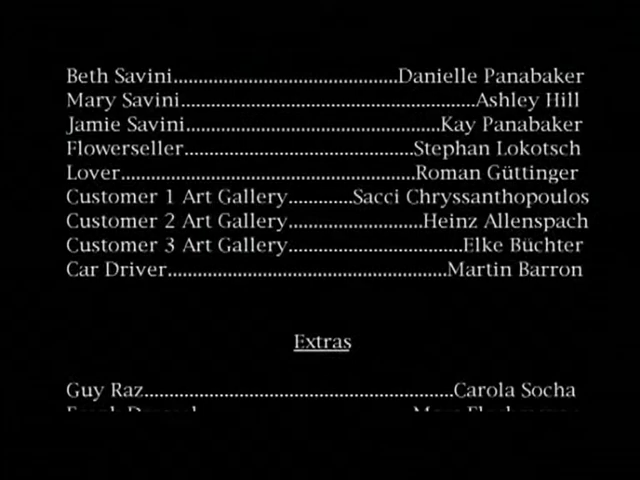 Beth Savini.............................................Danielle Panabaker
Mary Savini...........................................................Ashley Hill
Jamie Savini...................................................Kay Panabaker
Flowerseller..............................................Stephan Lokotsch
Lover...........................................................Roman Güttinger
Customer 1 Art Gallery.............Sacci Chryssanthopoulos
Customer 2 Art Gallery...........................Heinz Allenspach
Customer 3 Art Gallery...................................Elke Büchter
Car Driver........................................................Martin Barron
Extras
Guy Raz..............................................................Carola Socha